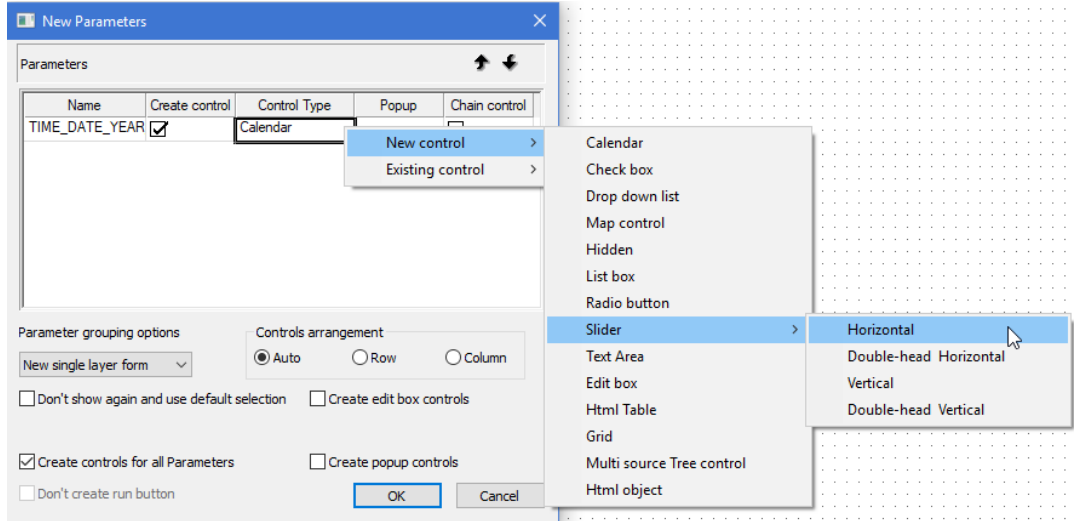 New Parameters
Parameters
Name Create control Control Type Popup Chain control
TIME_DATE_YEAR Calendar
New control
Existing control
Calendar
Check box
Drop down list
Map control
Hidden
List box
Radio button
Slider
Text Area
Edit box
Html Table
Grid
Multi source Tree control
Html object
Horizontal
Double-head Horizontal
Vertical
Double-head Vertical
Parameter grouping options
New single layer form
Controls arrangement
Auto Row Column
Don't show again and use default selection Create edit box controls
Create controls for all Parameters Create popup controls
Don't create run button
OK Cancel